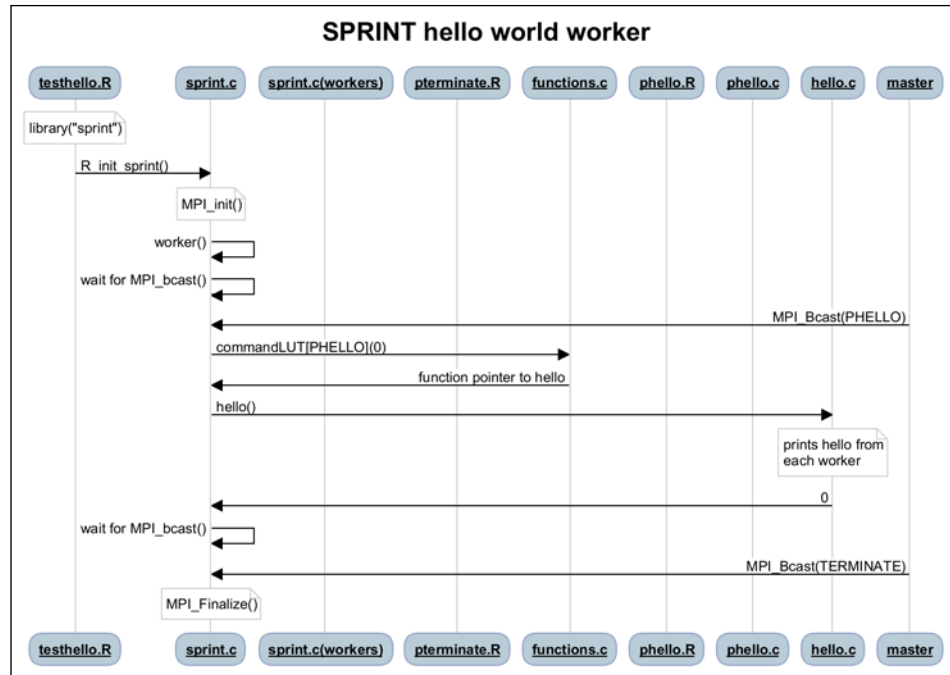 SPRINT hello world worker
testhello.R sprint.c sprint.c(workers) pterminate.R functions.c phello.R phello.c hello.c master
library("sprint")
R_init_sprint()
MPI_init()
worker()
wait for MPI_bcast()
MPI_Bcast(PHELLO)
commandLUT[PHELLO](0)
function pointer to hello
hello()
prints hello from
each worker
0
wait for MPI_bcast()
MPI_Bcast(TERMINATE)
MPI_Finalize()
testhello.R sprint.c sprint.c(workers) pterminate.R functions.c phello.R phello.c hello.c master